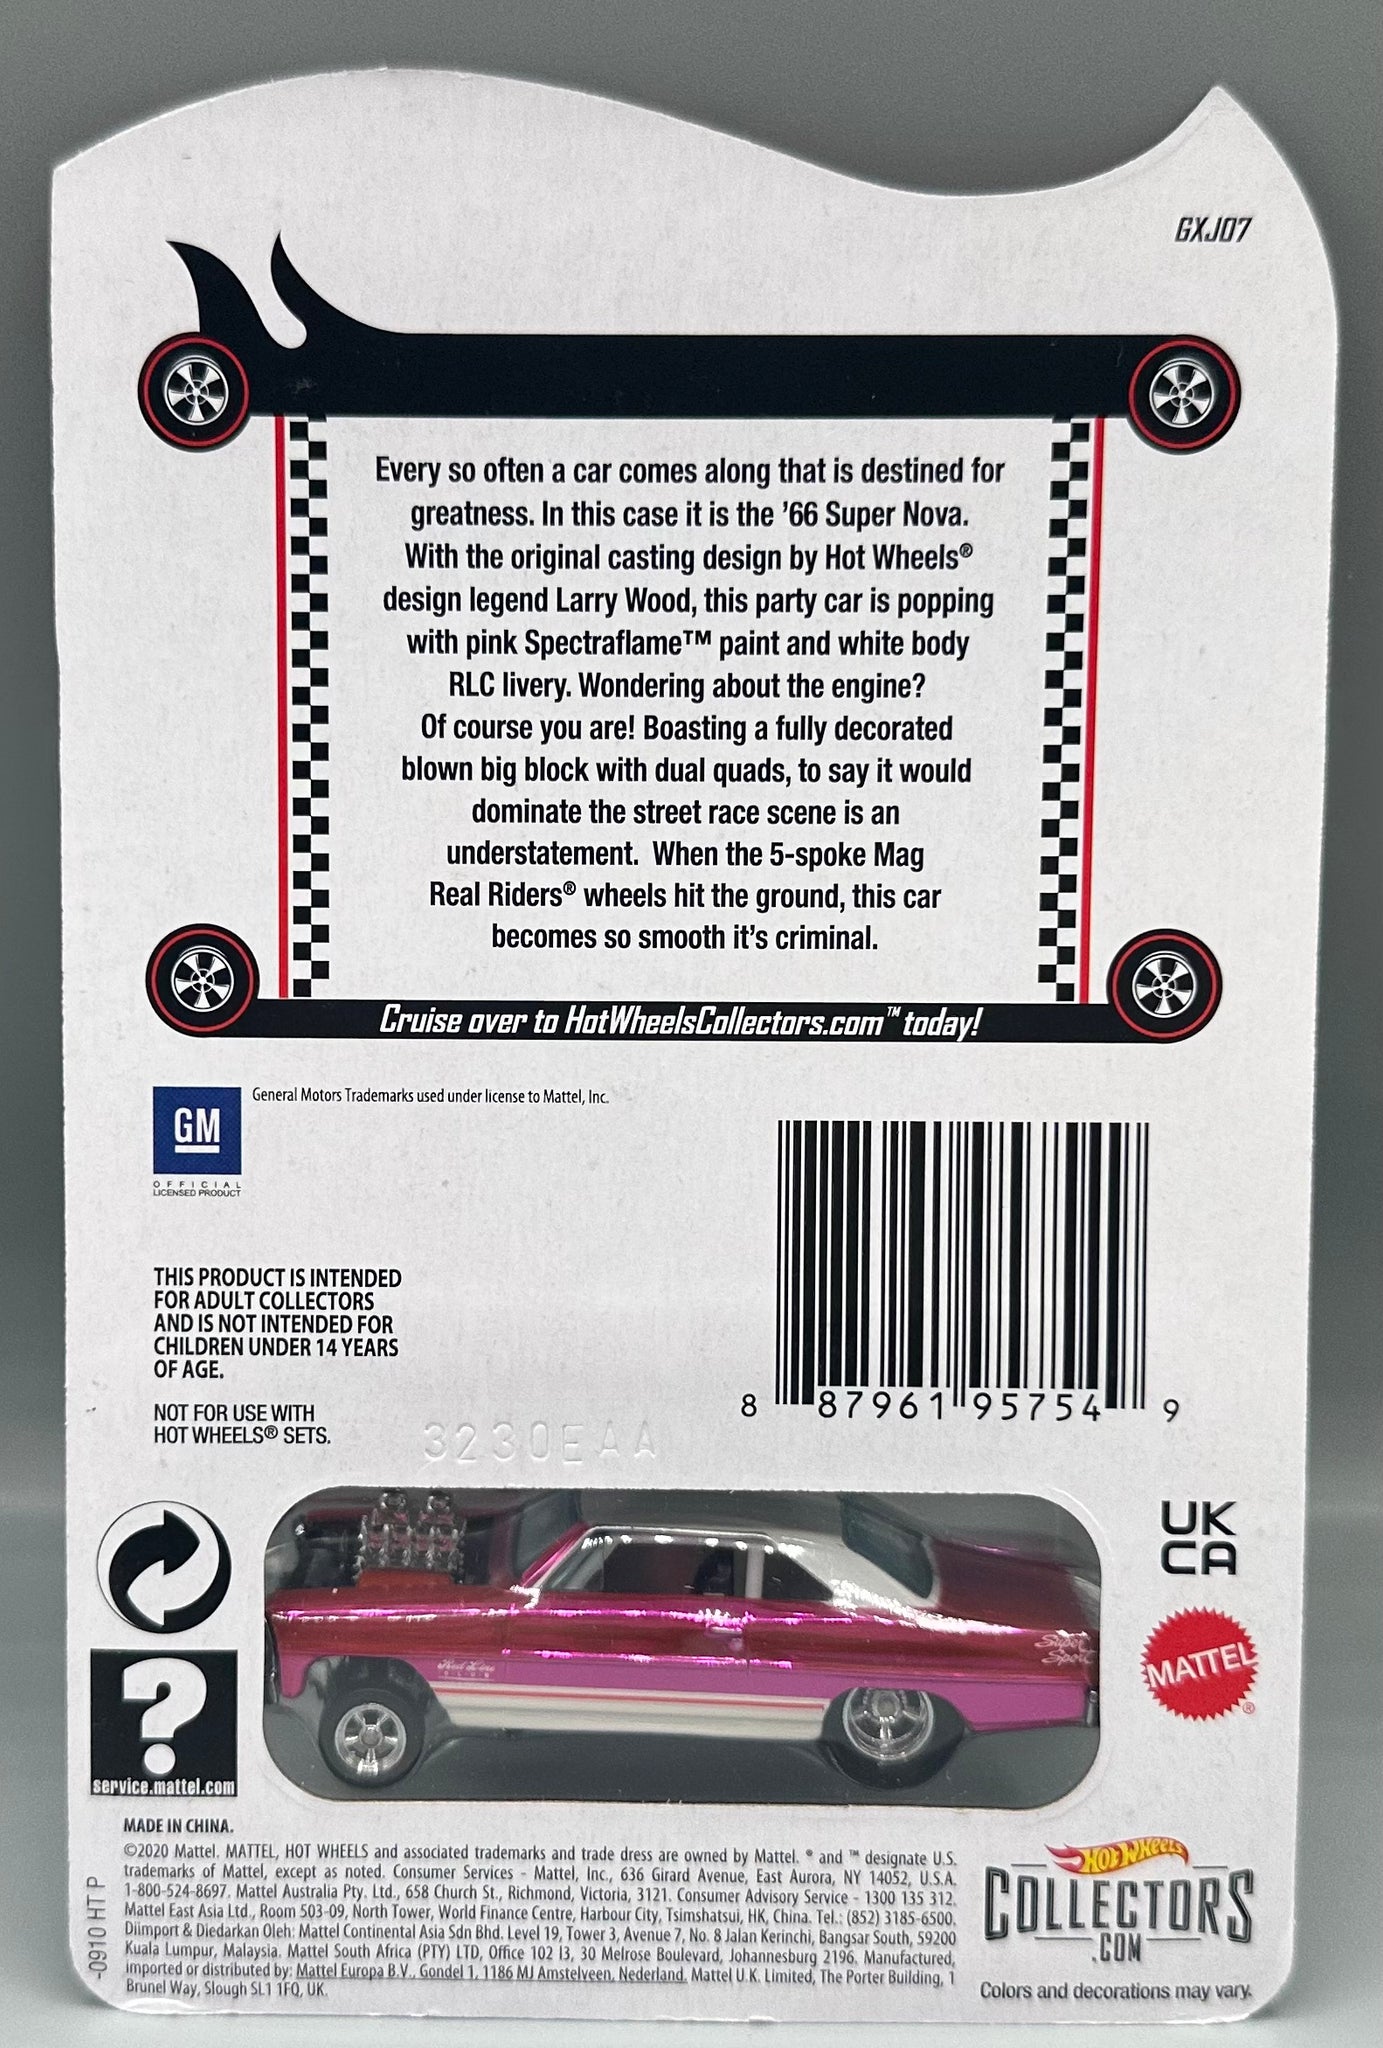 GXJ07
Every so often a car comes along that is destined for
greatness. In this case it is the ’66 Super Nova.
With the original casting design by Hot Wheels®
design legend Larry Wood, this party car is popping
with pink Spectraflame™ paint and white body
RLC livery. Wondering about the engine?
Of course you are! Boasting a fully decorated
blown big block with dual quads, to say it would
dominate the street race scene is an
understatement.  When the 5-spoke Mag
Real Riders® wheels hit the ground, this car
becomes so smooth it’s criminal.
Cruise over to HotWheelsCollectors.com™ today!
GM
OFFICIAL
LICENSED PRODUCT
General Motors Trademarks used under license to Mattel, Inc.
THIS PRODUCT IS INTENDED
FOR ADULT COLLECTORS
AND IS NOT INTENDED FOR
CHILDREN UNDER 14 YEARS
OF AGE.
NOT FOR USE WITH
HOT WHEELS® SETS.
8 87961 95754 9
3230EAA
UK
CA
MATTEL®
Red Line
CLUB
Super
Sport
?
service.mattel.com
MADE IN CHINA.
©2020 Mattel. MATTEL, HOT WHEELS and associated trademarks and trade dress are owned by Mattel. ® and ™ designate U.S.
trademarks of Mattel, except as noted. Consumer Services - Mattel, Inc., 636 Girard Avenue, East Aurora, NY 14052, U.S.A.
1-800-524-8697. Mattel Australia Pty. Ltd., 658 Church St., Richmond, Victoria, 3121. Consumer Advisory Service - 1300 135 312.
Mattel East Asia Ltd., Room 503-09, North Tower, World Finance Centre, Harbour City, Tsimshatsui, HK, China. Tel.: (852) 3185-6500.
Diimport & Diedarkan Oleh: Mattel Continental Asia Sdn Bhd. Level 19, Tower 3, Avenue 7, No. 8 Jalan Kerinchi, Bangsar South, 59200
Kuala Lumpur, Malaysia. Mattel South Africa (PTY) LTD, Office 102 I3, 30 Melrose Boulevard, Johannesburg 2196. Manufactured,
imported or distributed by: Mattel Europa B.V., Gondel 1, 1186 MJ Amstelveen, Nederland. Mattel U.K. Limited, The Porter Building, 1
Brunel Way, Slough SL1 1FQ, UK.
-0910 HT P
Hot Wheels
COLLECTORS
.COM
Colors and decorations may vary.